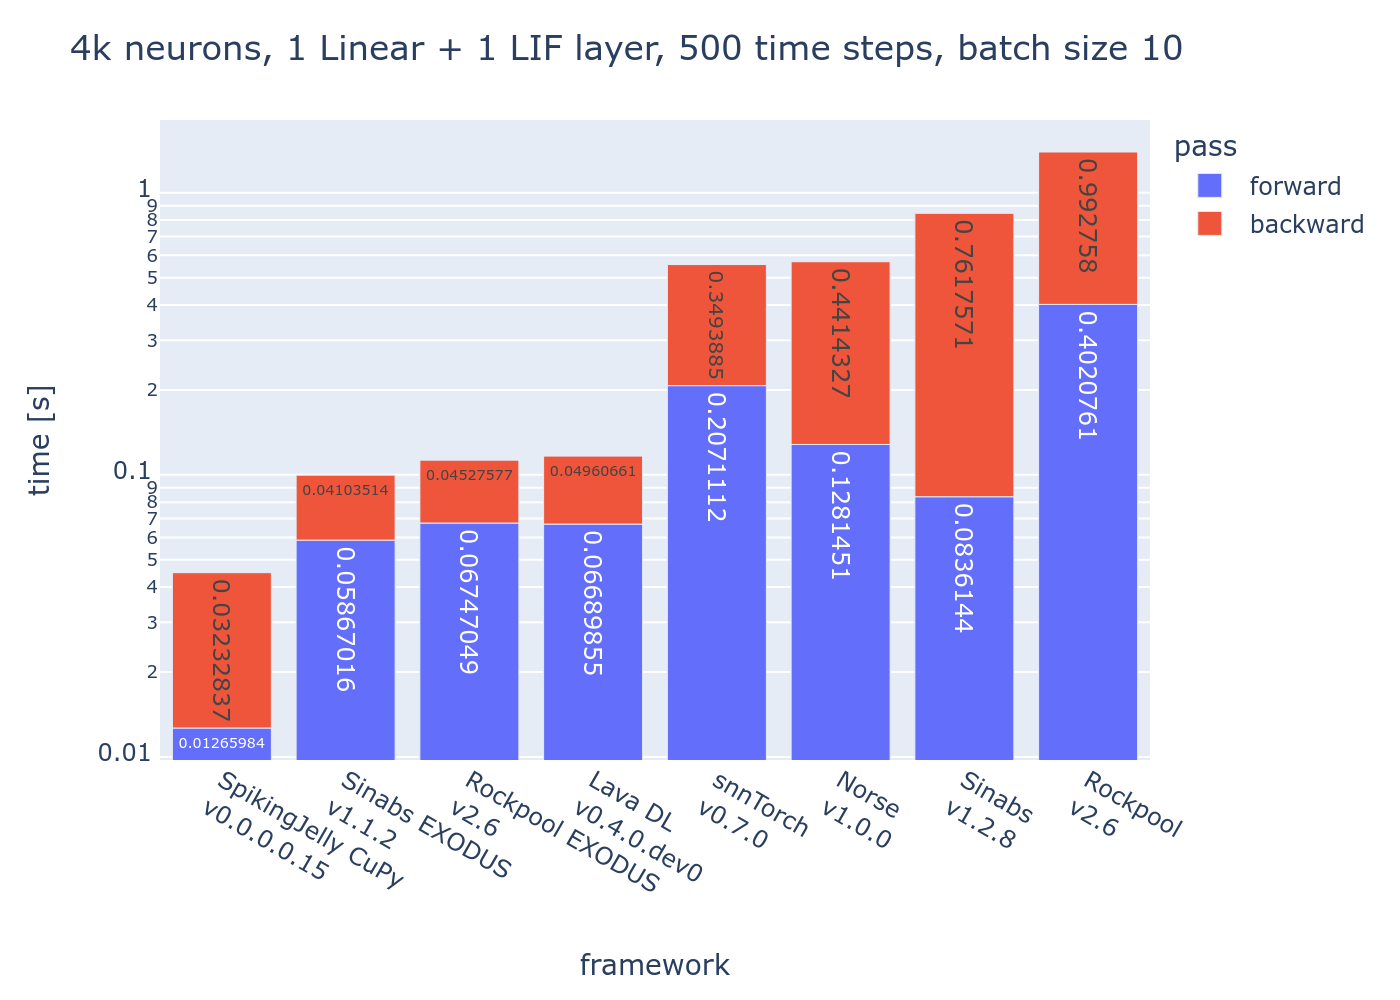 4k neurons, 1 Linear + 1 LIF layer, 500 time steps, batch size 10
pass
forward
backward
time [s]
1
9
8
7
6
5
4
3
2
0.1
9
8
7
6
5
4
3
2
0.01
0.03232837
0.01265984
0.04103514
0.05867016
0.04527577
0.06747049
0.04960661
0.06689855
0.3493885
0.2071112
0.4414327
0.1281451
0.7617571
0.0836144
0.992758
0.4020761
SpikingJelly CuPy
v0.0.0.0.15
Sinabs EXODUS
v1.1.2
Rockpool EXODUS
v2.6
Lava DL
v0.4.0.dev0
snnTorch
v0.7.0
Norse
v1.0.0
Sinabs
v1.2.8
Rockpool
v2.6
framework